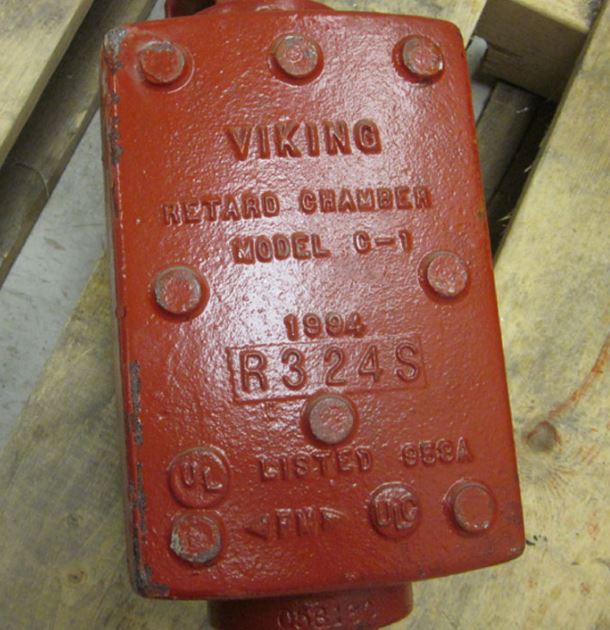 VIKING
RETARD CHAMBER
MODEL C-1
1994
R324S
UL LISTED 958A
FM ULC